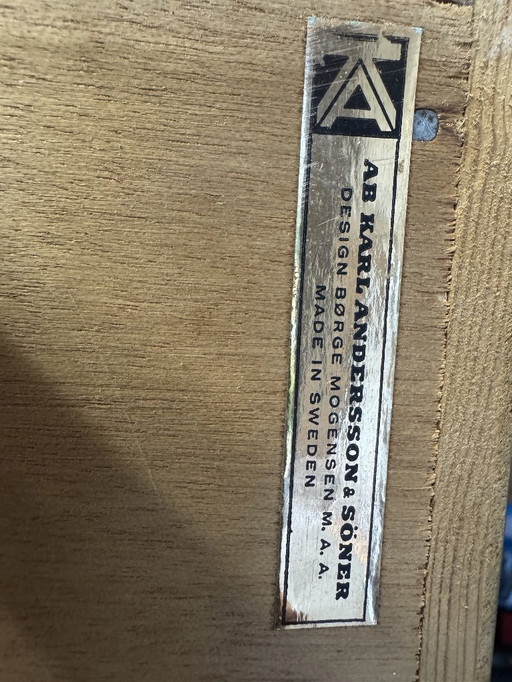 AB KARL ANDERSSON & SÖNER
DESIGN BØRGE MOGENSEN M. A. A.
MADE IN SWEDEN